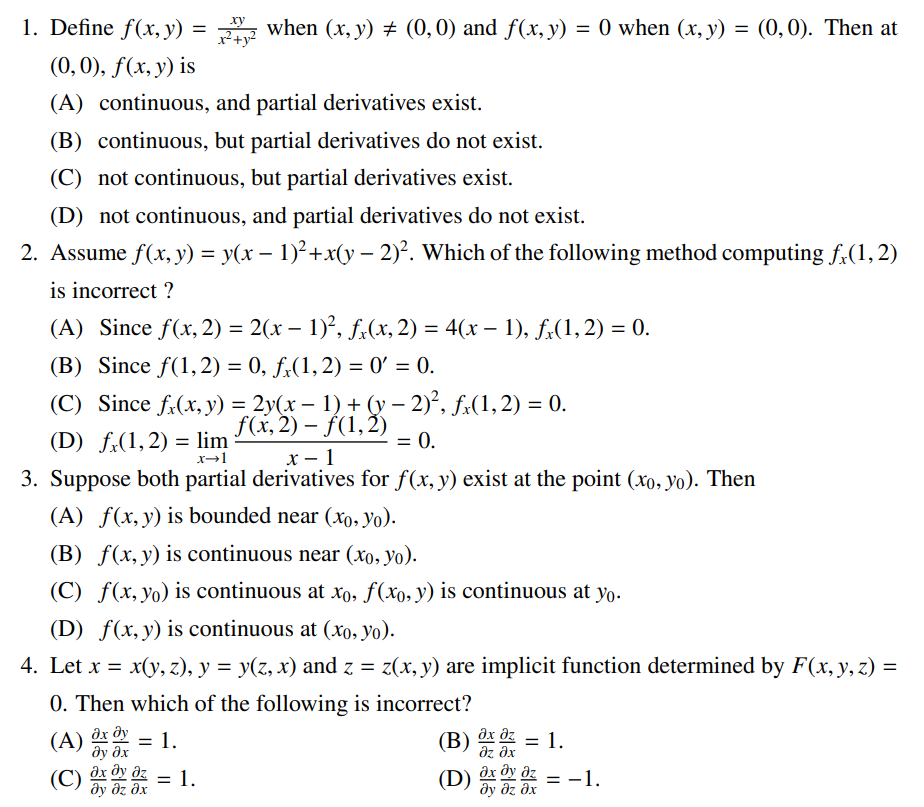 1. Define f(x, y) = xy/(x²+y²) when (x, y) ≠ (0, 0) and f(x, y) = 0 when (x, y) = (0, 0). Then at
(0, 0), f(x, y) is
(A) continuous, and partial derivatives exist.
(B) continuous, but partial derivatives do not exist.
(C) not continuous, but partial derivatives exist.
(D) not continuous, and partial derivatives do not exist.
2. Assume f(x, y) = y(x − 1)²+x(y − 2)². Which of the following method computing fₓ(1, 2)
is incorrect ?
(A) Since f(x, 2) = 2(x − 1)², fₓ(x, 2) = 4(x − 1), fₓ(1, 2) = 0.
(B) Since f(1, 2) = 0, fₓ(1, 2) = 0′ = 0.
(C) Since fₓ(x, y) = 2y(x − 1) + (y − 2)², fₓ(1, 2) = 0.
(D) fₓ(1, 2) = lim_{x→1} (f(x, 2) − f(1, 2))/(x − 1) = 0.
3. Suppose both partial derivatives for f(x, y) exist at the point (x₀, y₀). Then
(A) f(x, y) is bounded near (x₀, y₀).
(B) f(x, y) is continuous near (x₀, y₀).
(C) f(x, y₀) is continuous at x₀, f(x₀, y) is continuous at y₀.
(D) f(x, y) is continuous at (x₀, y₀).
4. Let x = x(y, z), y = y(z, x) and z = z(x, y) are implicit function determined by F(x, y, z) =
0. Then which of the following is incorrect?
(A) ∂x/∂y ∂y/∂x = 1. (B) ∂x/∂z ∂z/∂x = 1.
(C) ∂x/∂y ∂y/∂z ∂z/∂x = 1. (D) ∂x/∂y ∂y/∂z ∂z/∂x = −1.